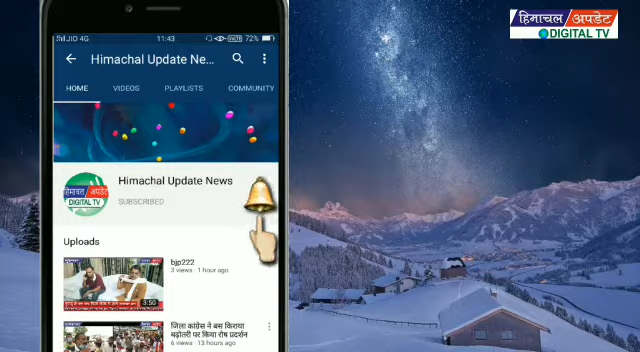 JIO 4G 11:43 72%
Himachal Update Ne...
HOME VIDEOS PLAYLISTS COMMUNITY
हिमाचल अपडेट
DIGITAL TV
Himachal Update News
SUBSCRIBED
हिमाचल अपडेट
DIGITAL TV
Uploads
bjp222
3 views · 1 hour ago
3:50
जिला कांग्रेस ने बस किराया
बढ़ोतरी पर किया रोष प्रदर्शन
6 views · 13 hours ago